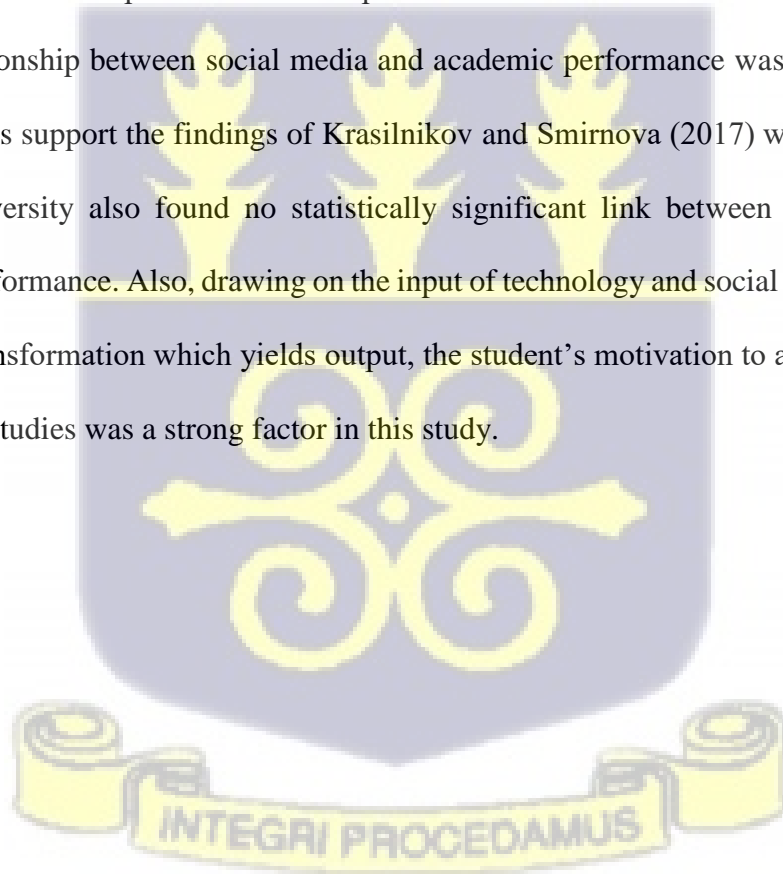 onship between social media and academic performance was
s support the findings of Krasilnikov and Smirnova (2017) w
versity also found no statistically significant link between
formance. Also, drawing on the input of technology and social
nsformation which yields output, the student’s motivation to a
tudies was a strong factor in this study.
INTEGRI PROCEDAMUS